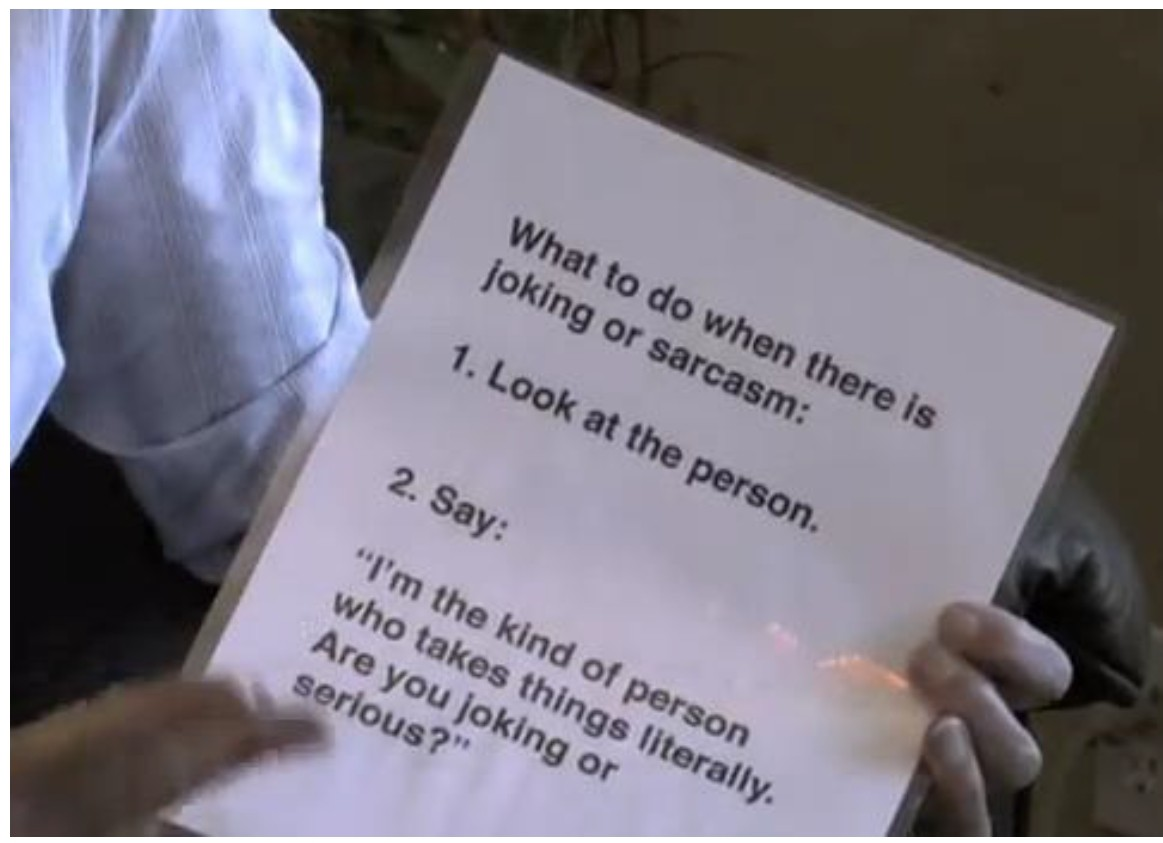 What to do when there is
joking or sarcasm:
1. Look at the person.
2. Say:
"I'm the kind of person
who takes things literally.
Are you joking or
serious?"